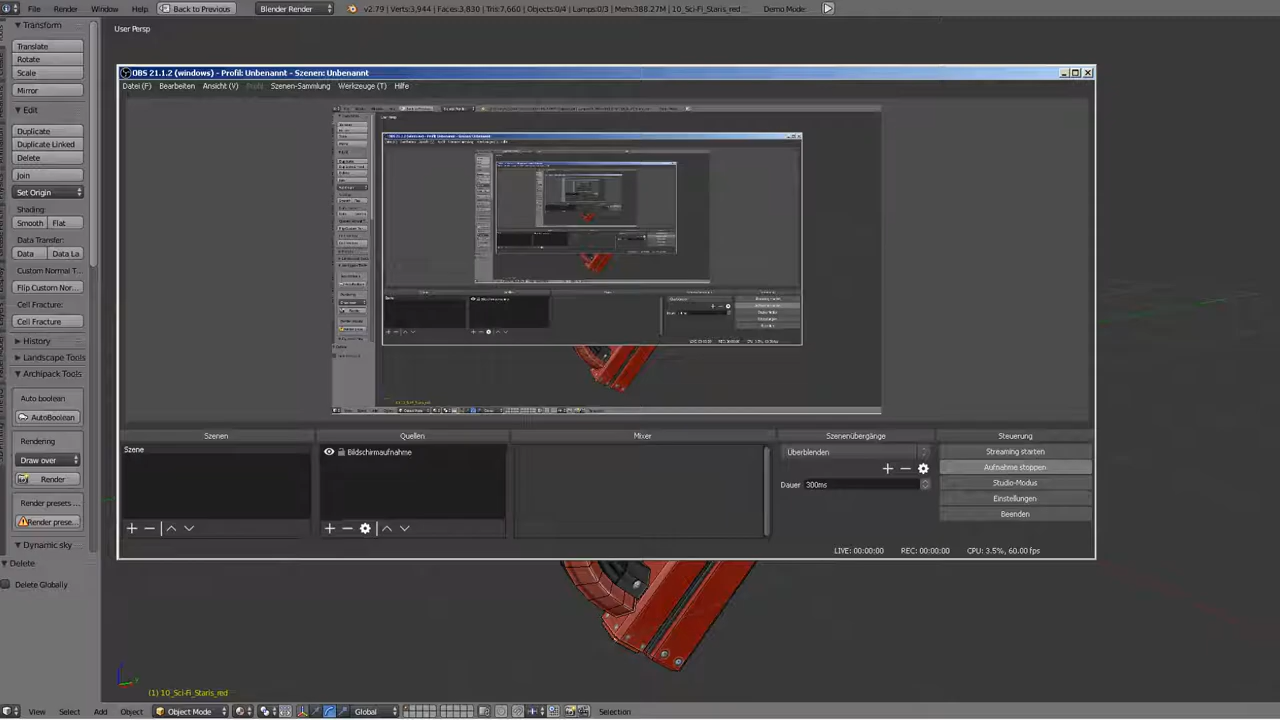 File Render Window Help Back to Previous Blender Render v2.79 | Verts:3,944 | Faces:3,830 | Tris:7,660 | Objects:0/4 | Lamps:0/3 | Mem:388.27M | 10_Sci-Fi_Staris_red Demo Mode
Transform
User Persp
Translate
Rotate
Scale
Mirror
Edit
Duplicate
Duplicate Linked
Delete
Join
Set Origin
Shading:
Smooth Flat
Data Transfer:
Data Data La
Custom Normal T...
Flip Custom Nor...
Cell Fracture:
Cell Fracture
History
Landscape Tools
Archipack Tools
Auto boolean
AutoBoolean
Rendering
Draw over
Render
Render presets...
Render prese...
Dynamic sky
Delete
Delete Globally
OBS 21.1.2 (windows) - Profil: Unbenannt - Szenen: Unbenannt
Datei (F) Bearbeiten Ansicht (V) Profil Szenen-Sammlung Werkzeuge (T) Hilfe
Szenen Quellen Mixer Szenenübergänge Steuerung
Szene
Bildschirmaufnahme
Überblenden
Dauer 300ms
Streaming starten
Aufnahme stoppen
Studio-Modus
Einstellungen
Beenden
LIVE: 00:00:00 REC: 00:00:00 CPU: 3.5%, 60.00 fps
(1) 10_Sci-Fi_Staris_red
View Select Add Object Object Mode Global Selection